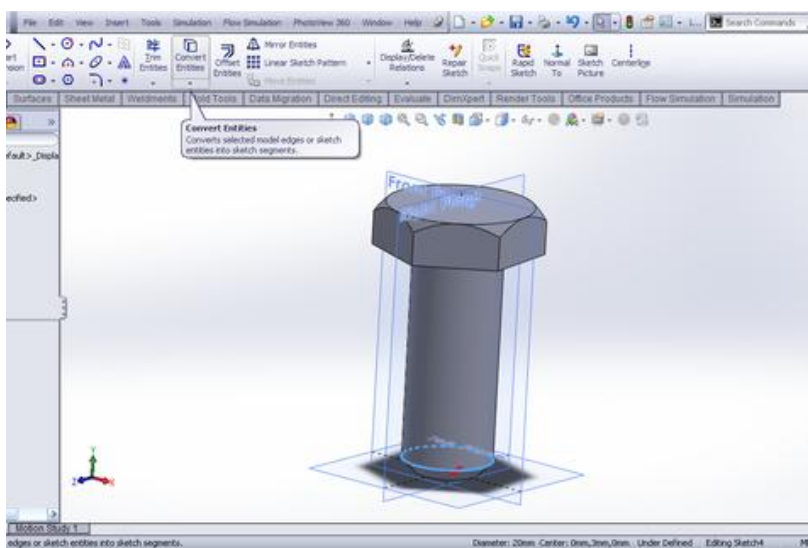 File Edit View Insert Tools Simulation Flow Simulation PhotoView 360 Window Help
Search Commands
Trim Entities
Convert Entities
Offset Entities
Mirror Entities
Linear Sketch Pattern
Move Entities
Display/Delete Relations
Repair Sketch
Quick Snaps
Rapid Sketch
Normal To
Sketch Picture
Centerline
Surfaces Sheet Metal Weldments Mold Tools Data Migration Direct Editing Evaluate DimXpert Render Tools Office Products Flow Simulation Simulation
Convert Entities
Converts selected model edges or sketch
entities into sketch segments.
efault>_Displa
ecified>
Y
X
Z
Motion Study 1
edges or sketch entities into sketch segments.
Diameter: 20mm Center: 0mm,3mm,0mm Under Defined Editing Sketch4